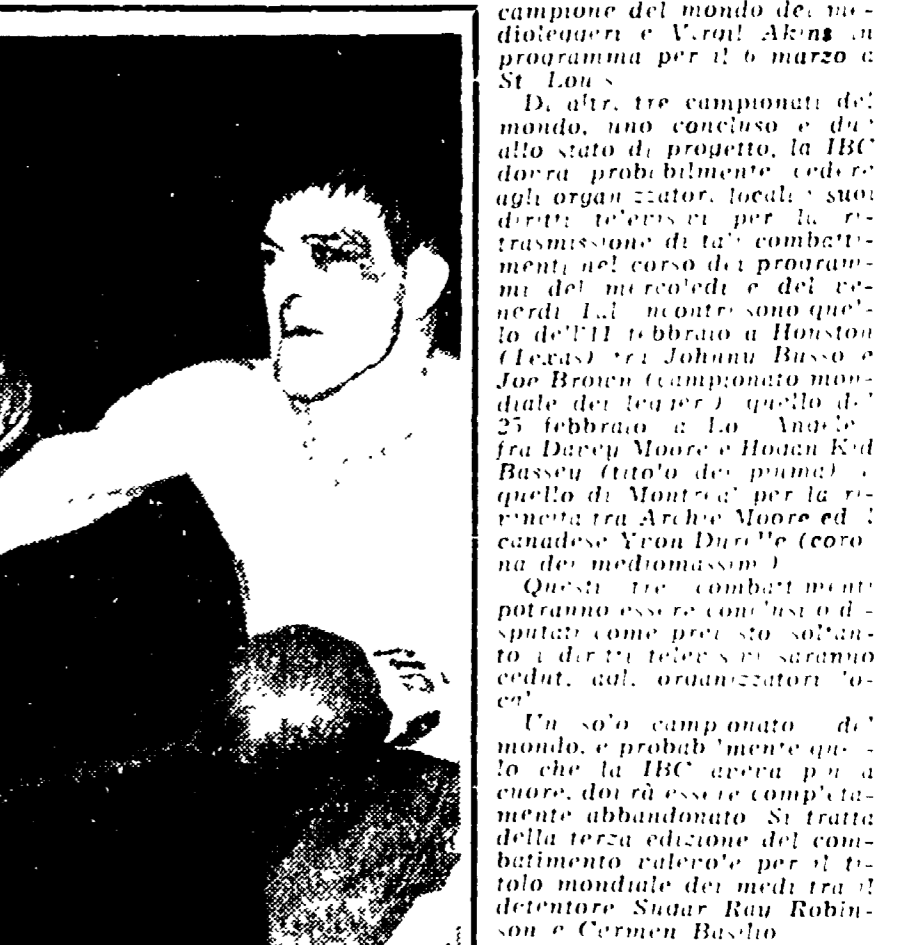 campione del mondo dei me-
dioleggeri e Virgil Akins in
programma per il 6 marzo a
St Louis
Di altri tre campionati del
mondo, uno concluso e due
allo stato di progetto, la IBC
dovrà probabilmente cedere
agli organizzatori locali i suoi
diritti televisivi per la ri-
trasmissione di tali combatti-
menti nel corso dei program-
mi del mercoledì e del ve-
nerdì incontri sono quel-
lo dell'11 febbraio a Houston
(Texas) tra Johnny Busso e
Joe Brown (campionato mon-
diale dei leggeri) quello del
25 febbraio a Los Angeles
fra Davey Moore e Hogan Kid
Bassey (titolo dei piuma) e
quello di Montreal per la ri-
vincita tra Archie Moore ed il
canadese Yvon Durelle (coro
na dei mediomassimi)
Questi tre combattimenti
potranno essere conclusi o di-
sputati come previsto soltan-
to i diritti televisivi saranno
ceduti agli organizzatori lo-
cali
Un solo campionato del
mondo, e probabilmente quel-
lo che la IBC aveva più a
cuore, dovrà essere completa-
mente abbandonato Si tratta
della terza edizione del com-
batimento valevole per il ti-
tolo mondiale dei medi tra il
detentore Sugar Ray Robin-
son e Carmen Basilio